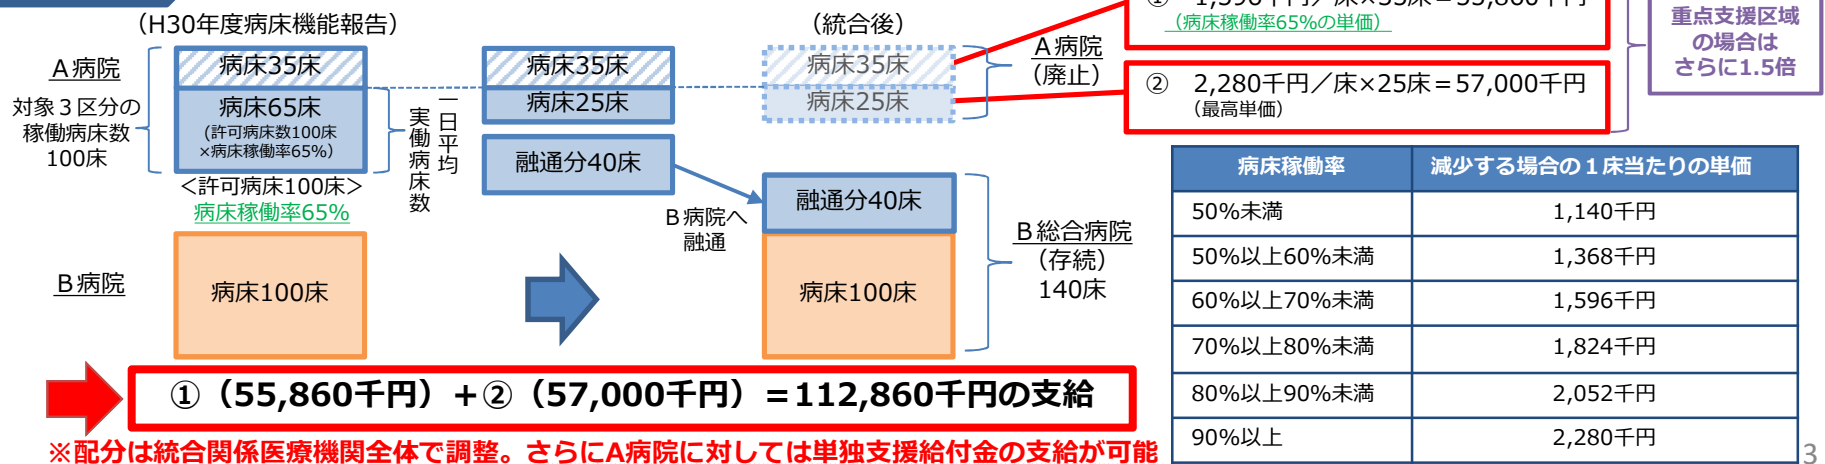 ① 1,596千円／床×35床＝55,860千円
（病床稼働率65%の単価）
重点支援区域
の場合は
さらに1.5倍
② 2,280千円／床×25床＝57,000千円
（最高単価）
（H30年度病床機能報告）
（統合後）
A病院
対象３区分の
稼働病床数
100床
病床35床
病床65床
(許可病床数100床
×病床稼働率65%)
一日平均
実働病床数
＜許可病床100床＞
病床稼働率65%
B病院
病床100床
病床35床
病床25床
融通分40床
B病院へ
融通
病床35床
病床25床
A病院
（廃止）
融通分40床
病床100床
B総合病院
（存続）
140床
病床稼働率 減少する場合の１床当たりの単価
50%未満 1,140千円
50%以上60%未満 1,368千円
60%以上70%未満 1,596千円
70%以上80%未満 1,824千円
80%以上90%未満 2,052千円
90%以上 2,280千円
①（55,860千円）＋②（57,000千円）＝112,860千円の支給
※配分は統合関係医療機関全体で調整。さらにA病院に対しては単独支援給付金の支給が可能
3